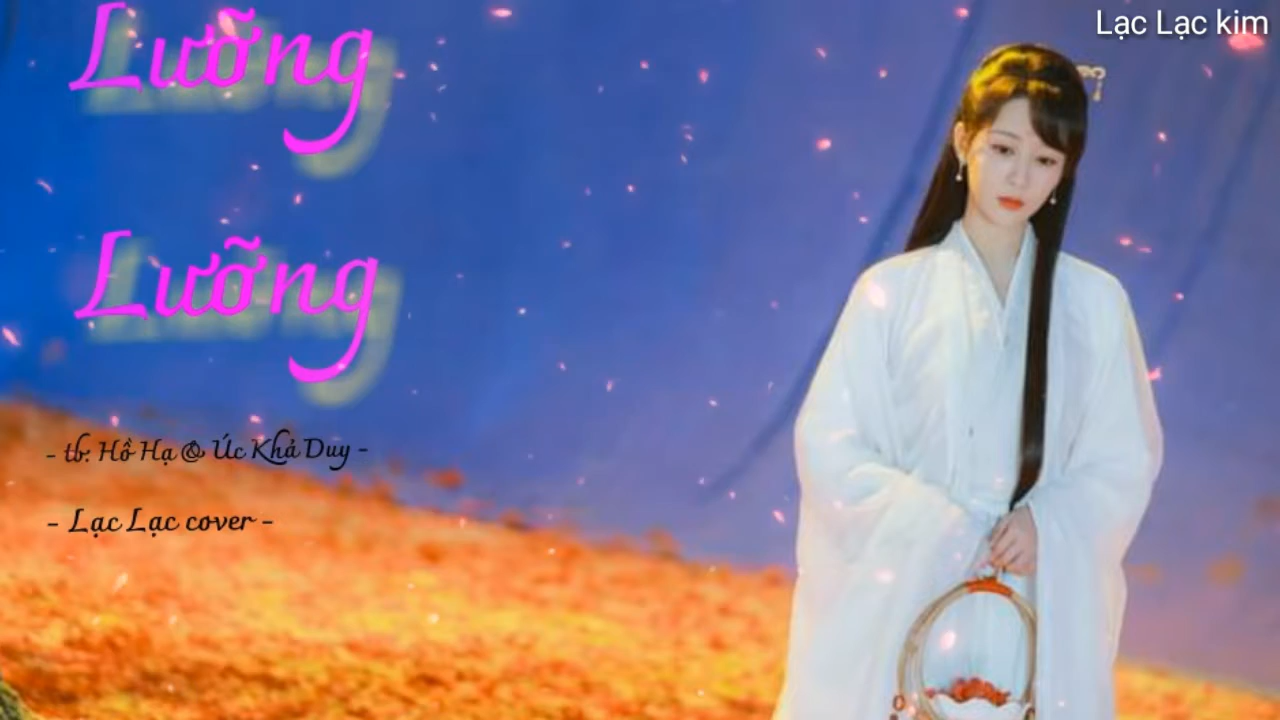 Lạc Lạc kim
Lưỡng
Lưỡng
- tb: Hồ Hạ & Úc Khả Duy -
- Lạc Lạc cover -